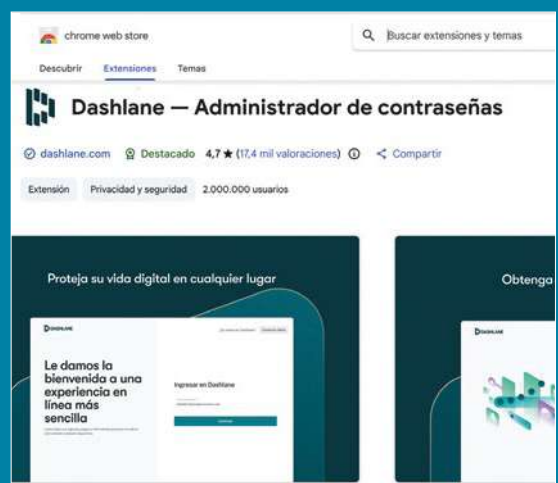 chrome web store
Buscar extensiones y temas
Descubrir Extensiones Temas
Dashlane — Administrador de contraseñas
dashlane.com Destacado 4,7 ★ (17,4 mil valoraciones) Compartir
Extensión Privacidad y seguridad 2.000.000 usuarios
Proteja su vida digital en cualquier lugar
Obtenga
DASHLANE
Le damos la
bienvenida a una
experiencia en
línea más
sencilla
Ingresar en Dashlane
DASHLANE